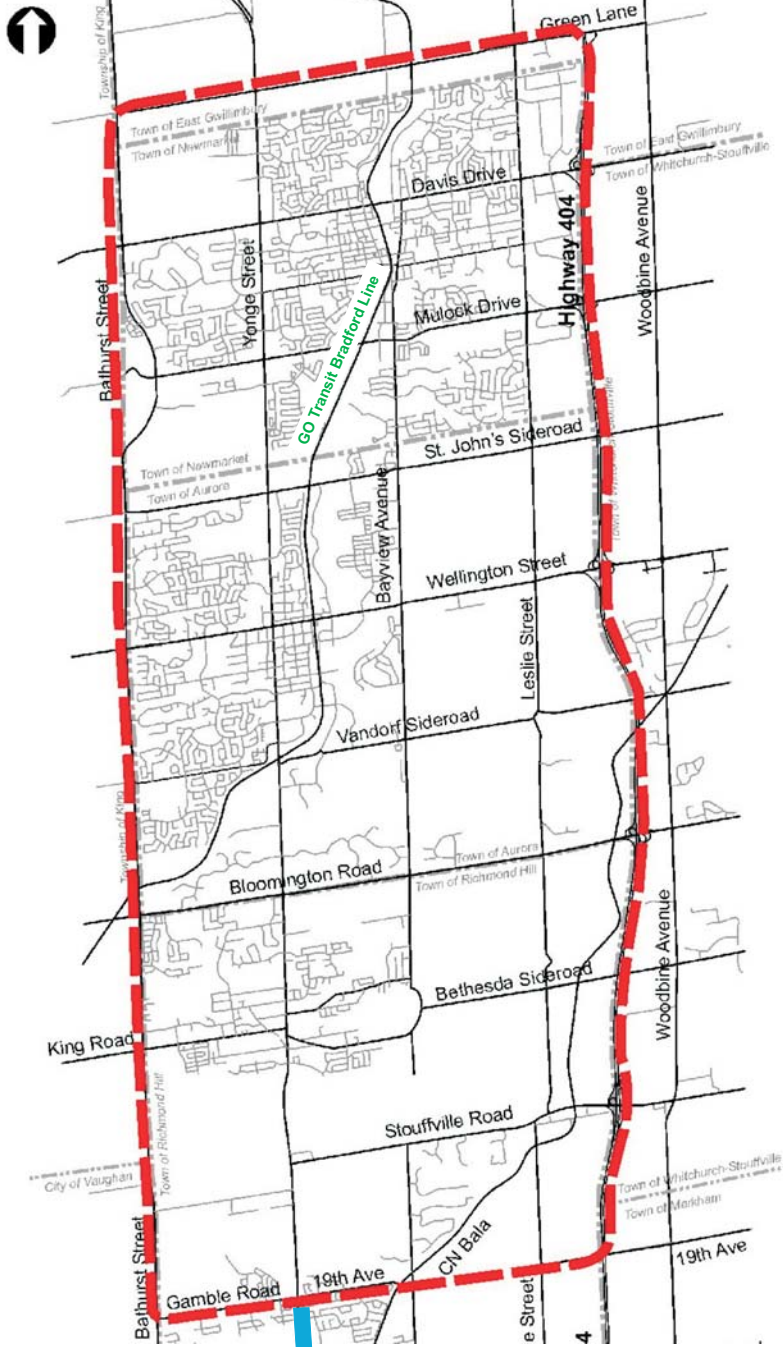 Green Lane
Township of King
Town of East Gwillimbury
Town of Newmarket
Town of East Gwillimbury
Town of Whitchurch-Stouffville
Davis Drive
Highway 404
Woodbine Avenue
Yonge Street
Bathurst Street
GO Transit Bradford Line
Mulock Drive
St. John's Sideroad
Town of Newmarket
Town of Aurora
Bayview Avenue
Wellington Street
Leslie Street
Vandorf Sideroad
Township of King
Bloomington Road
Town of Aurora
Town of Richmond Hill
Woodbine Avenue
Bethesda Sideroad
King Road
Stouffville Road
Town of Richmond Hill
City of Vaughan
Town of Whitchurch-Stouffville
Town of Markham
Bathurst Street
CN Bala
19th Ave
Gamble Road
19th Ave
e Street
4